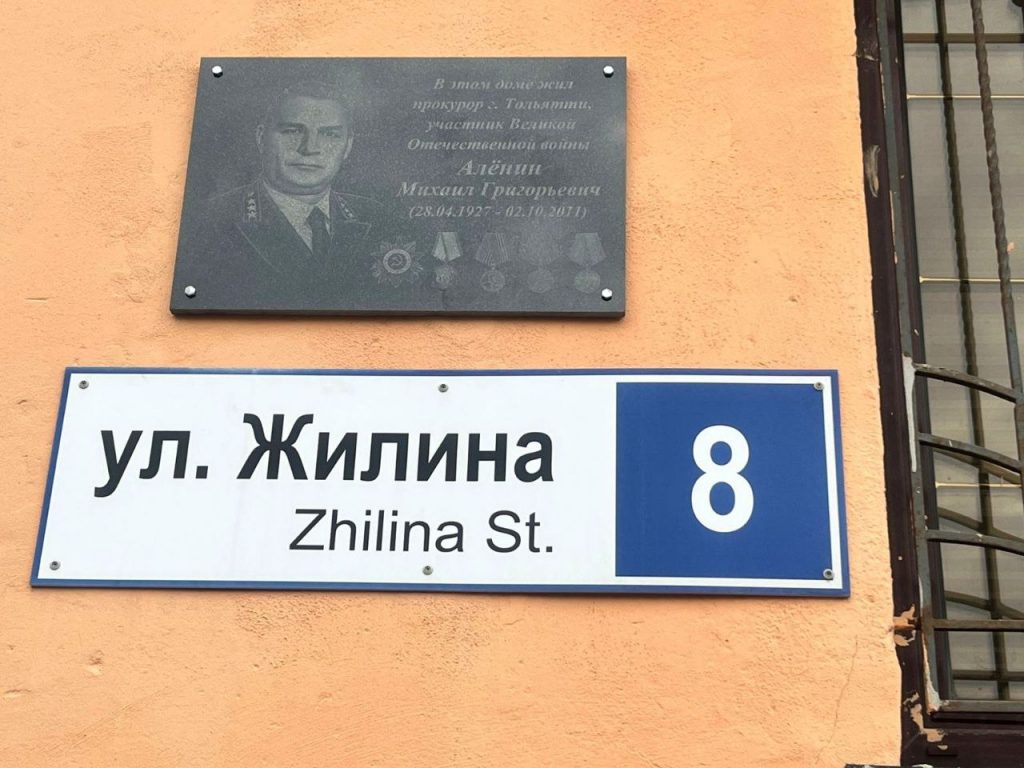 В этом доме жил
прокурор г. Тольятти,
участник Великой
Отечественной войны
Алёнин
Михаил Григорьевич
(28.04.1927 - 02.10.2011)
ул. Жилина
Zhilina St.
8